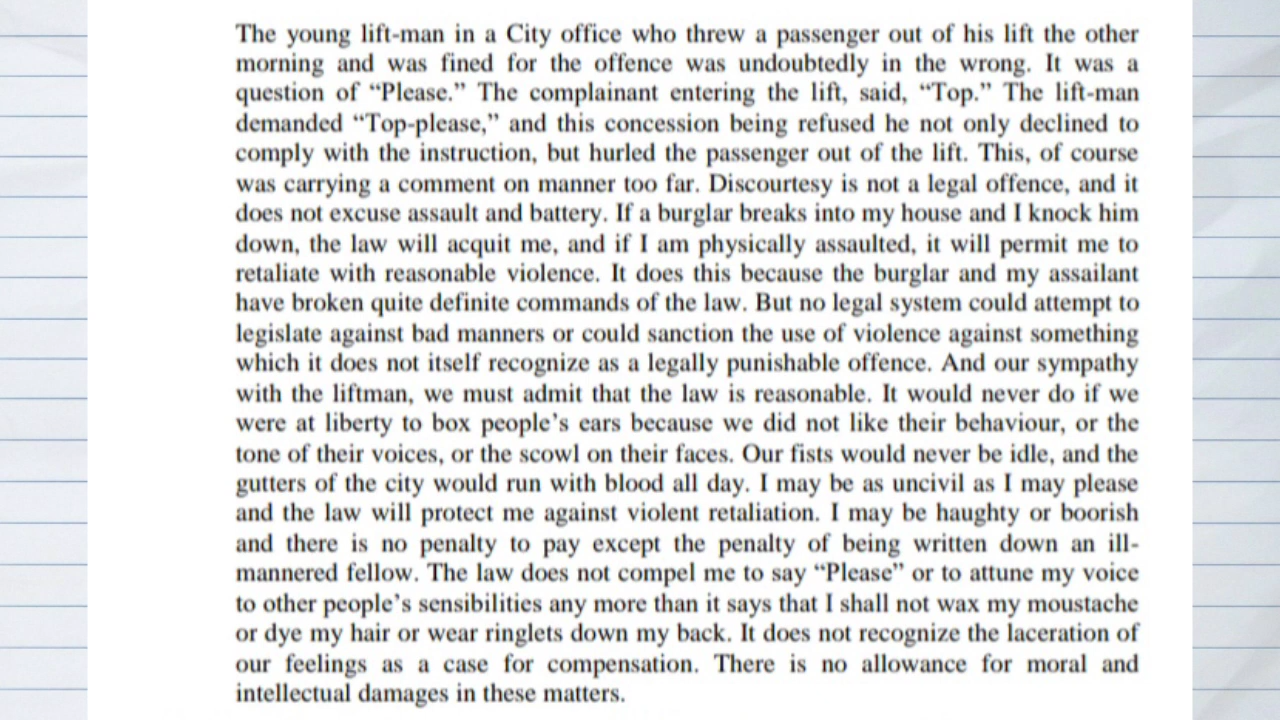 The young lift-man in a City office who threw a passenger out of his lift the other
morning and was fined for the offence was undoubtedly in the wrong. It was a
question of “Please.” The complainant entering the lift, said, “Top.” The lift-man
demanded “Top-please,” and this concession being refused he not only declined to
comply with the instruction, but hurled the passenger out of the lift. This, of course
was carrying a comment on manner too far. Discourtesy is not a legal offence, and it
does not excuse assault and battery. If a burglar breaks into my house and I knock him
down, the law will acquit me, and if I am physically assaulted, it will permit me to
retaliate with reasonable violence. It does this because the burglar and my assailant
have broken quite definite commands of the law. But no legal system could attempt to
legislate against bad manners or could sanction the use of violence against something
which it does not itself recognize as a legally punishable offence. And our sympathy
with the liftman, we must admit that the law is reasonable. It would never do if we
were at liberty to box people’s ears because we did not like their behaviour, or the
tone of their voices, or the scowl on their faces. Our fists would never be idle, and the
gutters of the city would run with blood all day. I may be as uncivil as I may please
and the law will protect me against violent retaliation. I may be haughty or boorish
and there is no penalty to pay except the penalty of being written down an ill-
mannered fellow. The law does not compel me to say “Please” or to attune my voice
to other people’s sensibilities any more than it says that I shall not wax my moustache
or dye my hair or wear ringlets down my back. It does not recognize the laceration of
our feelings as a case for compensation. There is no allowance for moral and
intellectual damages in these matters.